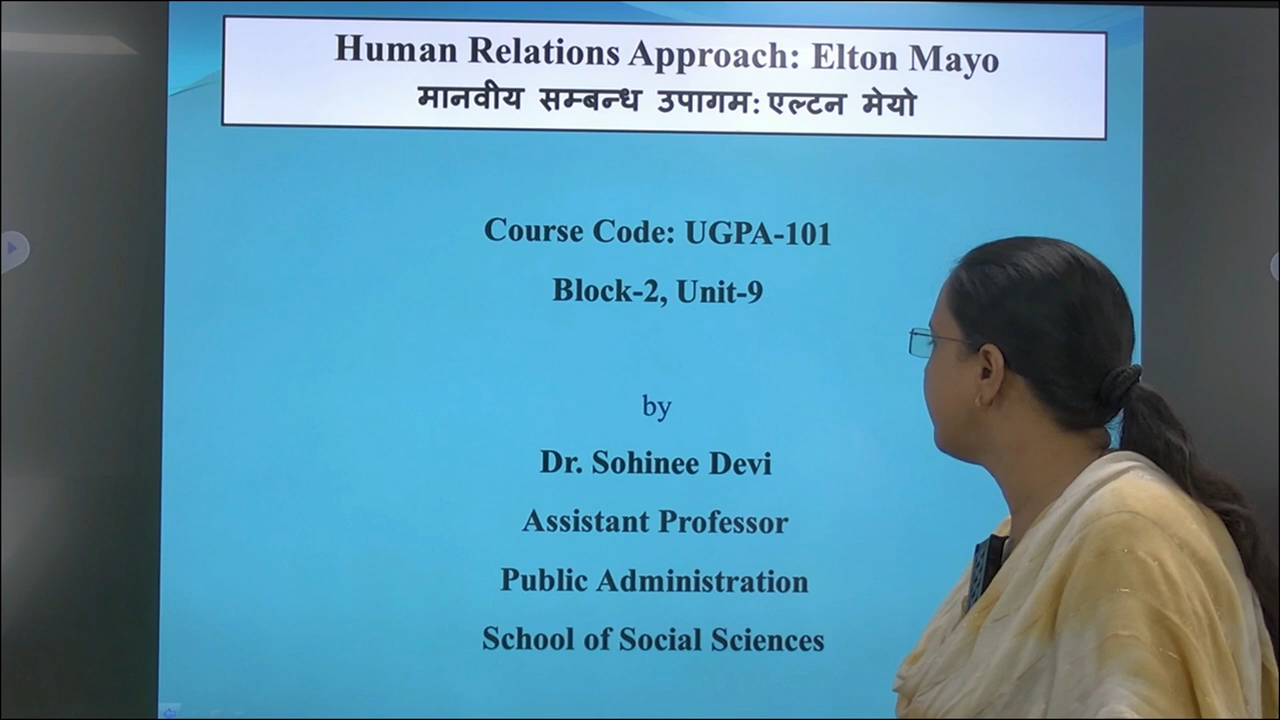 Human Relations Approach: Elton Mayo
मानवीय सम्बन्ध उपागम: एल्टन मेयो
Course Code: UGPA-101
Block-2, Unit-9
by
Dr. Sohinee Devi
Assistant Professor
Public Administration
School of Social Sciences